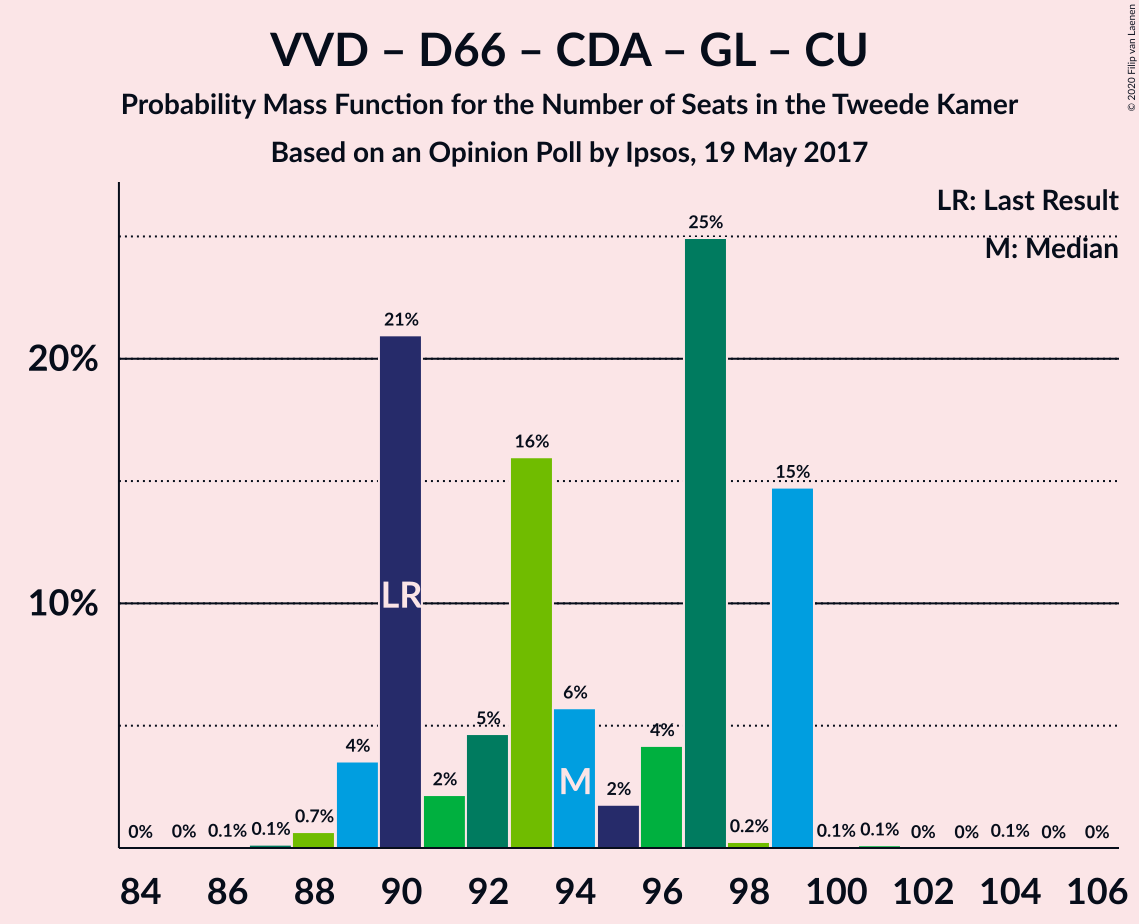 VVD – D66 – CDA – GL – CU
Probability Mass Function for the Number of Seats in the Tweede Kamer
Based on an Opinion Poll by Ipsos, 19 May 2017
© 2020 Filip van Laenen
LR: Last Result
M: Median
25%
21%
20%
16%
15%
LR
10%
6%
5%
4%
4%
M
2%
2%
0% 0% 0.1% 0.1% 0.7% 0.2% 0.1% 0.1% 0% 0% 0.1% 0% 0%
84 86 88 90 92 94 96 98 100 102 104 106